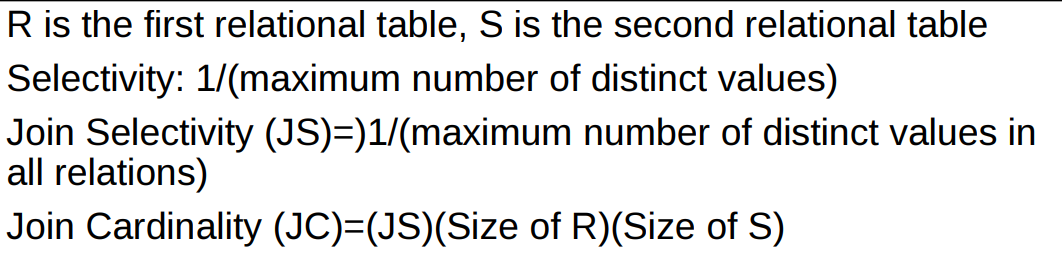 R is the first relational table, S is the second relational table
Selectivity: 1/(maximum number of distinct values)
Join Selectivity (JS)=)1/(maximum number of distinct values in
all relations)
Join Cardinality (JC)=(JS)(Size of R)(Size of S)